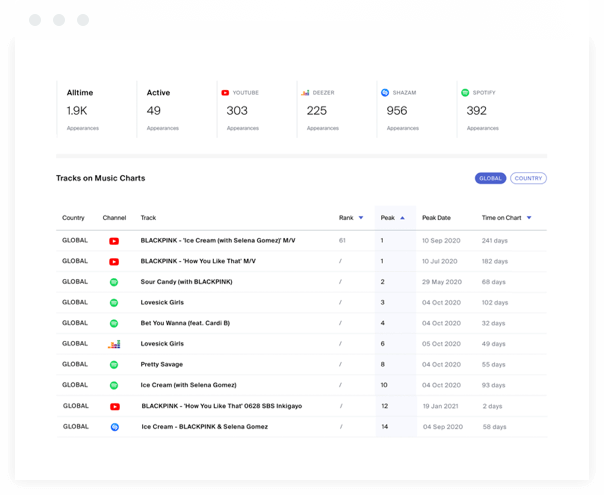 Alltime Active YOUTUBE DEEZER SHAZAM SPOTIFY
1.9K 49 303 225 956 392
Appearances Appearances Appearances Appearances Appearances Appearances
Tracks on Music Charts GLOBAL COUNTRY
Country Channel Track Rank Peak Peak Date Time on Chart
GLOBAL BLACKPINK - 'Ice Cream (with Selena Gomez)' M/V 61 1 10 Sep 2020 241 days
GLOBAL BLACKPINK - 'How You Like That' M/V / 1 10 Jul 2020 182 days
GLOBAL Sour Candy (with BLACKPINK) / 2 29 May 2020 68 days
GLOBAL Lovesick Girls / 3 04 Oct 2020 102 days
GLOBAL Bet You Wanna (feat. Cardi B) / 4 04 Oct 2020 32 days
GLOBAL Lovesick Girls / 6 05 Oct 2020 49 days
GLOBAL Pretty Savage / 8 04 Oct 2020 55 days
GLOBAL Ice Cream (with Selena Gomez) / 10 04 Oct 2020 93 days
GLOBAL BLACKPINK - 'How You Like That' 0628 SBS Inkigayo / 12 19 Jan 2021 2 days
GLOBAL Ice Cream - BLACKPINK & Selena Gomez / 14 04 Sep 2020 58 days